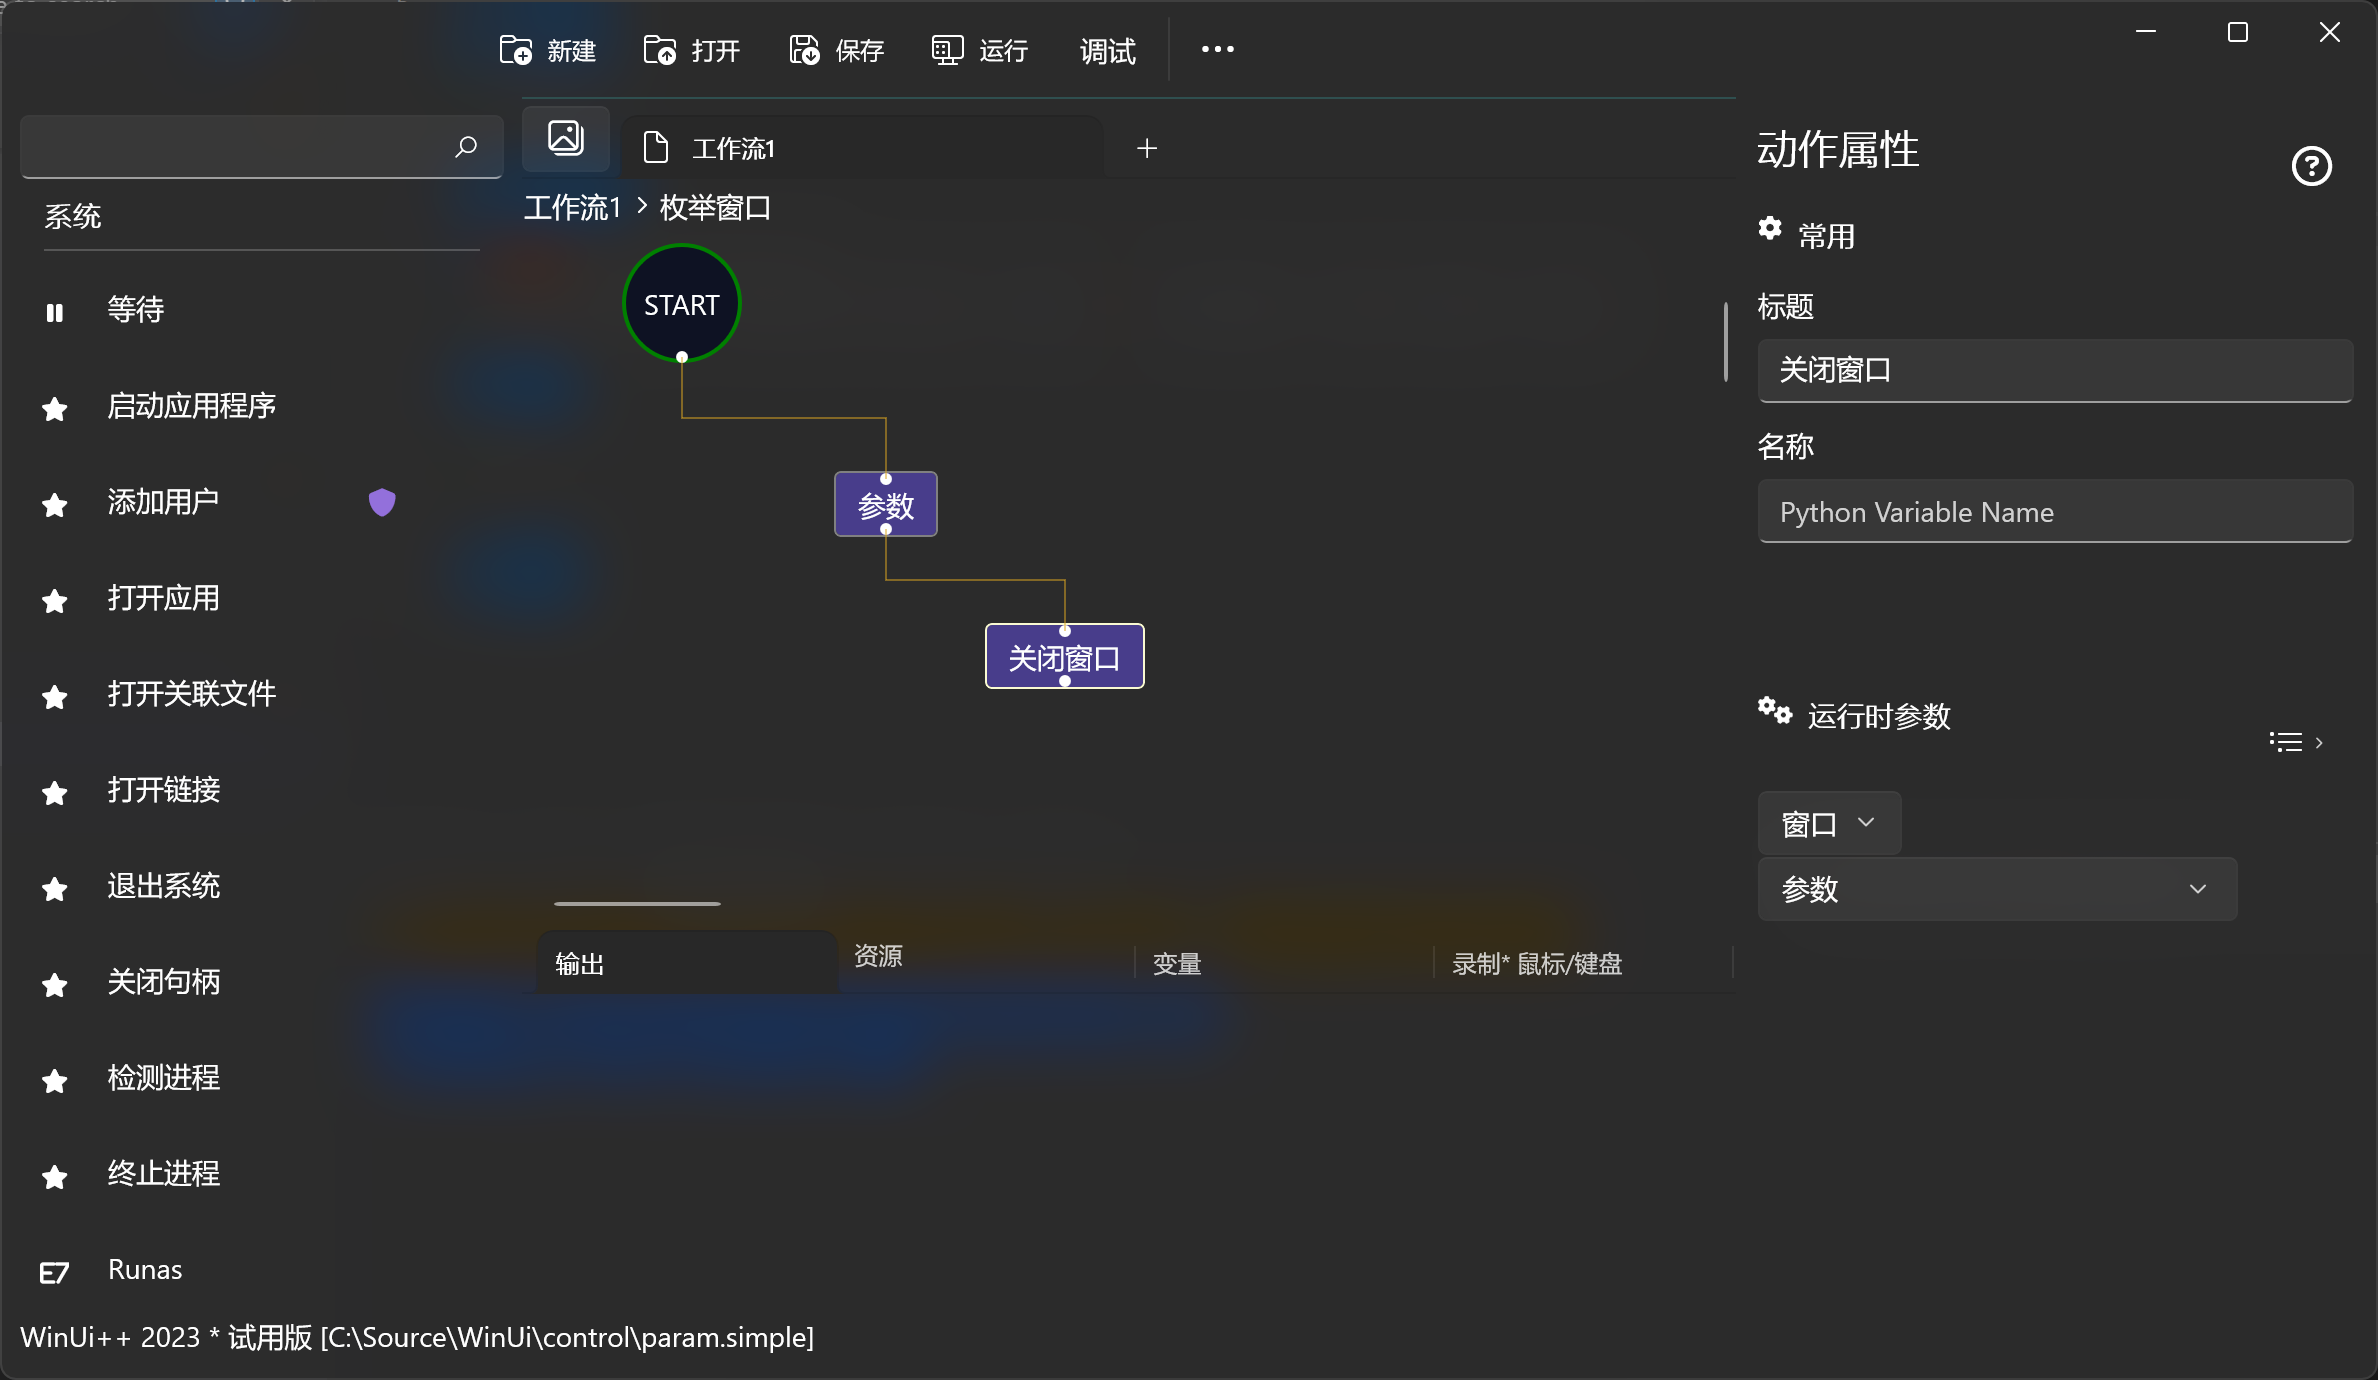 新建
打开
保存
运行
调试
系统
等待
启动应用程序
添加用户
打开应用
打开关联文件
打开链接
退出系统
关闭句柄
检测进程
终止进程
Runas
工作流1
工作流1 > 枚举窗口
START
参数
关闭窗口
输出
资源
变量
录制* 鼠标/键盘
动作属性
常用
标题
关闭窗口
名称
Python Variable Name
运行时参数
窗口
参数
WinUi++ 2023 * 试用版 [C:\Source\WinUi\control\param.simple]